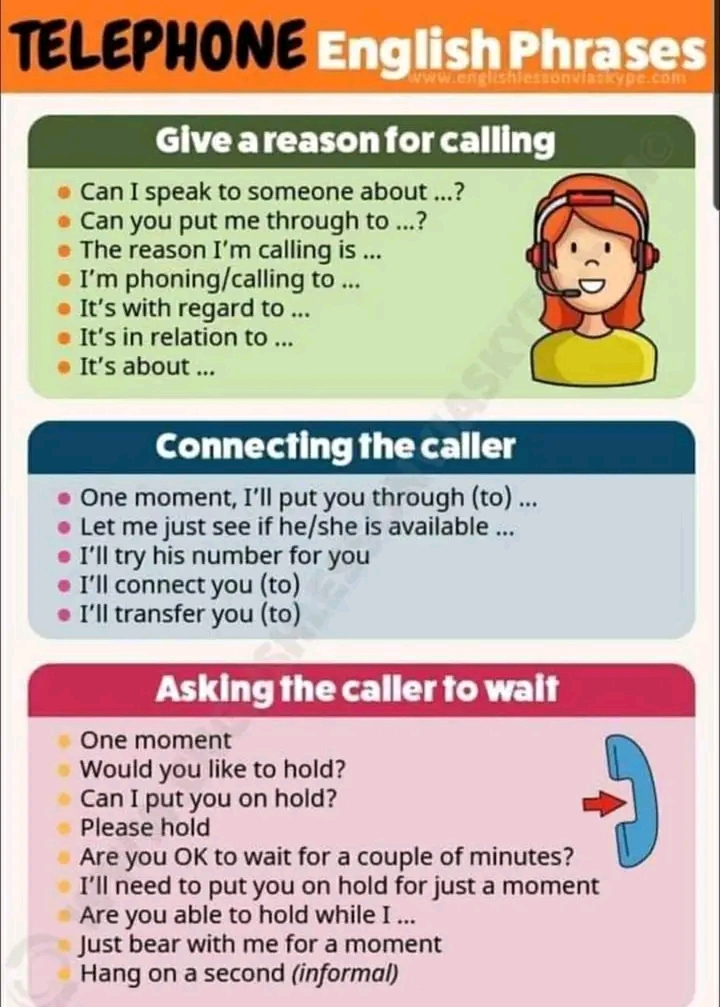 TELEPHONE English Phrases
www.englishlessonviaskype.com
Give a reason for calling
Can I speak to someone about ...?
Can you put me through to ...?
The reason I'm calling is ...
I'm phoning/calling to ...
It's with regard to ...
It's in relation to ...
It's about ...
Connecting the caller
One moment, I'll put you through (to) ...
Let me just see if he/she is available ...
I'll try his number for you
I'll connect you (to)
I'll transfer you (to)
Asking the caller to wait
One moment
Would you like to hold?
Can I put you on hold?
Please hold
Are you OK to wait for a couple of minutes?
I'll need to put you on hold for just a moment
Are you able to hold while I ...
Just bear with me for a moment
Hang on a second (informal)